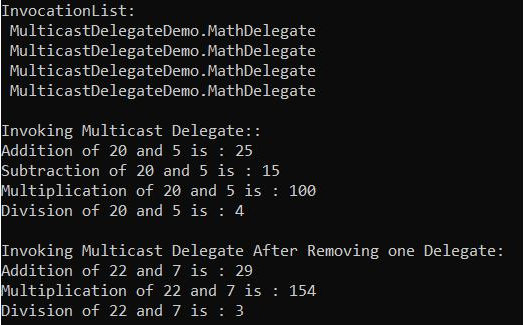 InvocationList:
MulticastDelegateDemo.MathDelegate
MulticastDelegateDemo.MathDelegate
MulticastDelegateDemo.MathDelegate
MulticastDelegateDemo.MathDelegate
Invoking Multicast Delegate::
Addition of 20 and 5 is : 25
Subtraction of 20 and 5 is : 15
Multiplication of 20 and 5 is : 100
Division of 20 and 5 is : 4
Invoking Multicast Delegate After Removing one Delegate:
Addition of 22 and 7 is : 29
Multiplication of 22 and 7 is : 154
Division of 22 and 7 is : 3